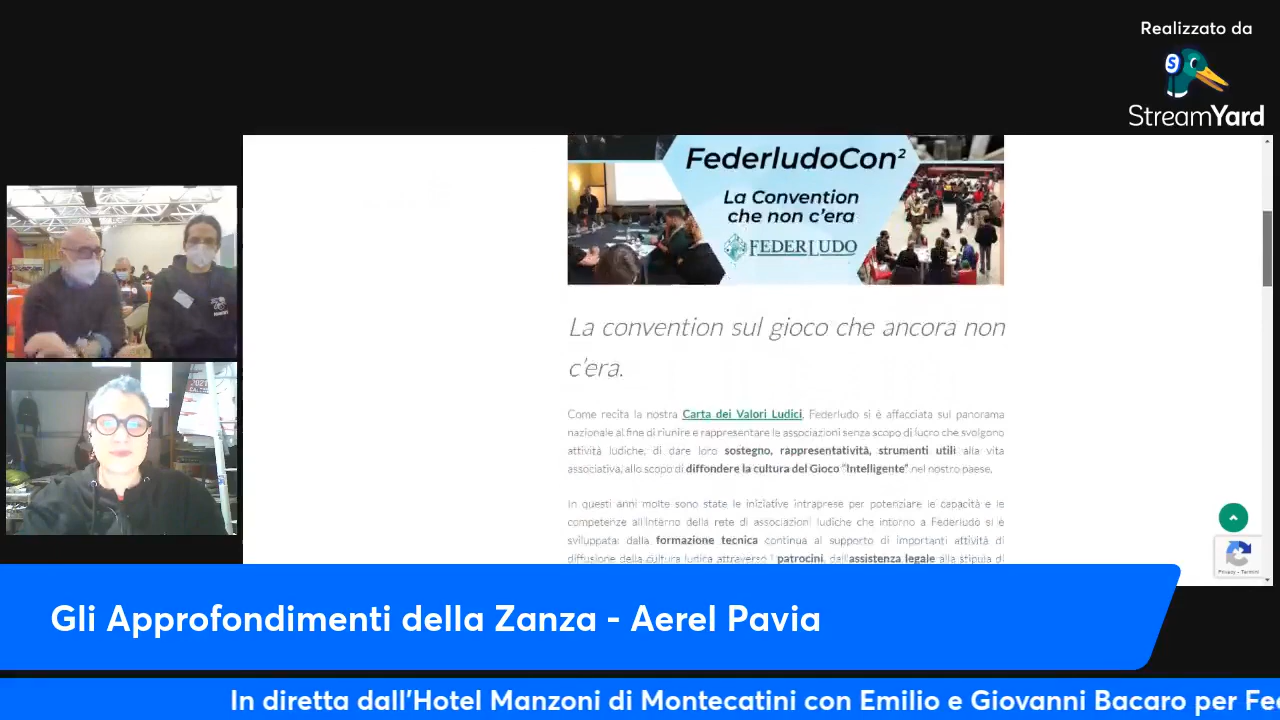 Realizzato da
StreamYard
FederludoCon²
La Convention
che non c'era
FEDERLUDO
La convention sul gioco che ancora non
c'era.
Come recita la nostra Carta dei Valori Ludici, Federludo si è affacciata sul panorama
nazionale al fine di riunire e rappresentare le associazioni senza scopo di lucro che svolgono
attività ludiche, di dare loro sostegno, rappresentatività, strumenti utili alla vita
associativa, allo scopo di diffondere la cultura del Gioco "Intelligente" nel nostro paese.
In questi anni molte sono state le iniziative intraprese per potenziare le capacità e le
competenze all'interno della rete di associazioni ludiche che intorno a Federludo si è
sviluppata: dalla formazione tecnica continua al supporto di importanti attività di
diffusione della cultura ludica attraverso i patrocini, dall'assistenza legale alla stipula di
Privacy - Termini
Gli Approfondimenti della Zanza - Aerel Pavia
In diretta dall'Hotel Manzoni di Montecatini con Emilio e Giovanni Bacaro per Fe